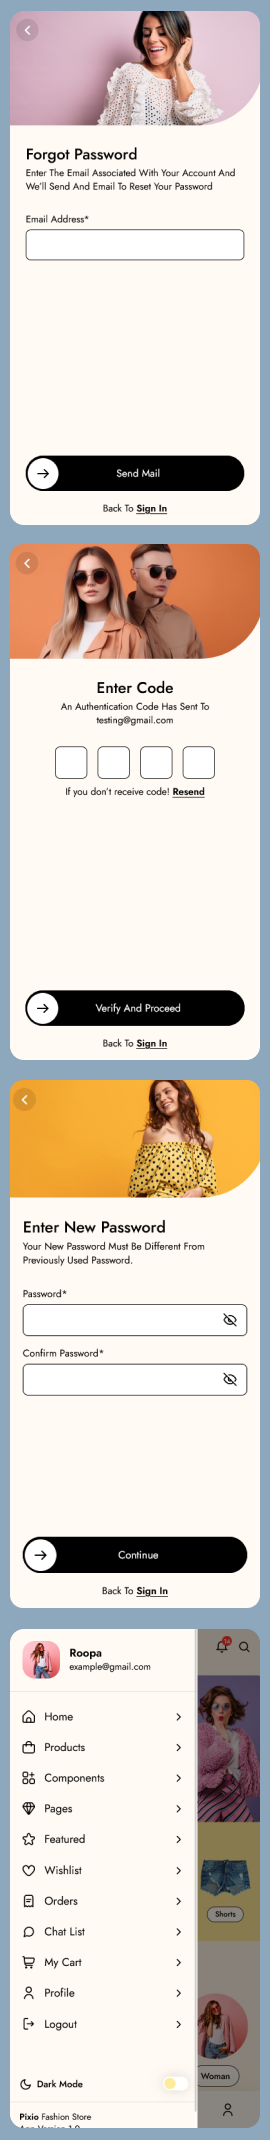 Forgot Password
Enter The Email Associated With Your Account And
We'll Send And Email To Reset Your Password
Email Address*
Send Mail
Back To Sign In
Enter Code
An Authentication Code Has Sent To
testing@gmail.com
If you don't receive code! Resend
Verify And Proceed
Back To Sign In
Enter New Password
Your New Password Must Be Different From
Previously Used Password.
Password*
Confirm Password*
Continue
Back To Sign In
Roopa
example@gmail.com
14
Home
Products
Components
Pages
Featured
Shorts
Wishlist
Orders
Chat List
My Cart
Profile
Logout
Woman
Dark Mode
Pixio Fashion Store
App Version 1.0